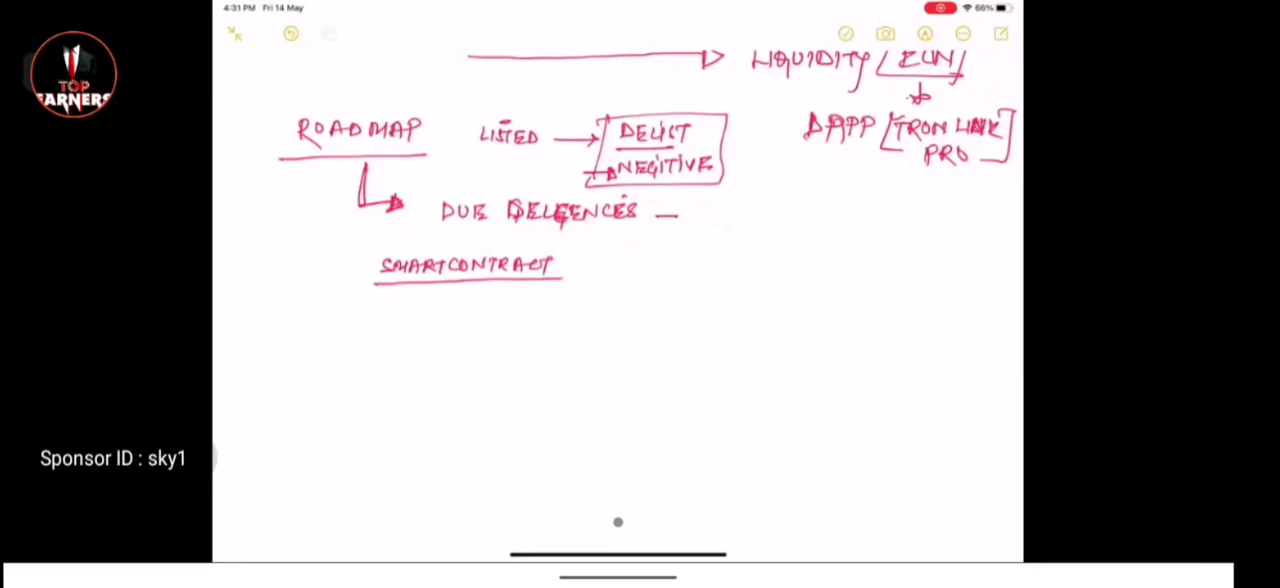 4:31 PM Fri 14 May
66%
TOP
EARNERS
LIQUIDITY / ECN /
ROADMAP
LISTED
DELICT
NEGITIVE
DAPP [TRON LINK
PRO]
DUE DELEGENCES —
SMARTCONTRACT
Sponsor ID : sky1